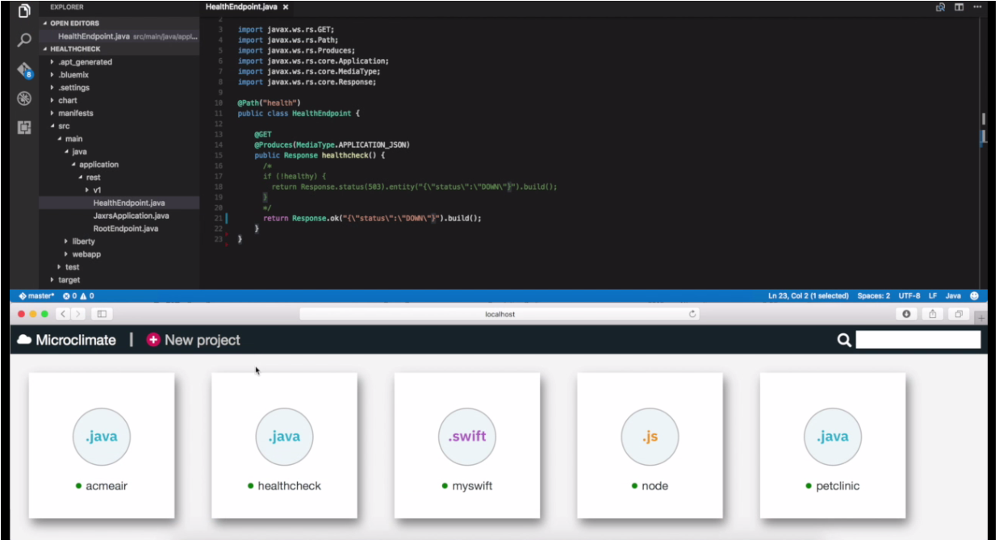 EXPLORER
OPEN EDITORS
HealthEndpoint.java src/main/java/appl...
HEALTHCHECK
.apt_generated
.bluemix
.settings
chart
manifests
src
main
java
application
rest
v1
HealthEndpoint.java
JaxrsApplication.java
RootEndpoint.java
liberty
webapp
test
target
8
HealthEndpoint.java ×
2
3 import javax.ws.rs.GET;
4 import javax.ws.rs.Path;
5 import javax.ws.rs.Produces;
6 import javax.ws.rs.core.Application;
7 import javax.ws.rs.core.MediaType;
8 import javax.ws.rs.core.Response;
9
10 @Path("health")
11 public class HealthEndpoint {
12
13 @GET
14 @Produces(MediaType.APPLICATION_JSON)
15 public Response healthcheck() {
16 /*
17 if (!healthy) {
18 return Response.status(503).entity("{\"status\":\"DOWN\"}").build();
19 }
20 */
21 return Response.ok("{\"status\":\"DOWN\"}").build();
22 }
23 }
master* 0 0 Ln 23, Col 2 (1 selected) Spaces: 2 UTF-8 LF Java
localhost
Microclimate | New project
.java
acmeair
.java
healthcheck
.swift
myswift
.js
node
.java
petclinic